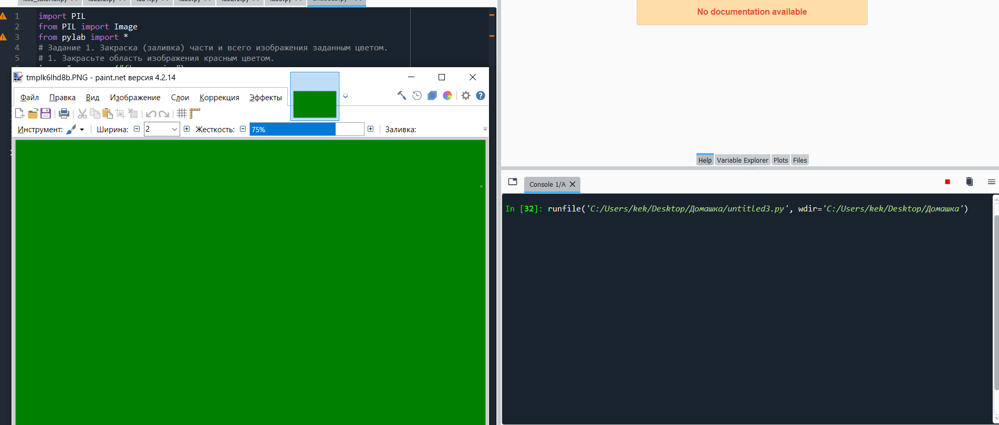 1 import PIL
2 from PIL import Image
3 from pylab import *
4 # Задание 1. Закраска (заливка) части и всего изображения заданным цветом.
5 # 1. Закрасьте область изображения красным цветом.
tmplk6lhd8b.PNG - paint.net версия 4.2.14
Файл Правка Вид Изображение Слои Коррекция Эффекты
Инструмент: Ширина: 2 Жесткость: 75% Заливка:
No documentation available
Help Variable Explorer Plots Files
Console 1/A
In [32]: runfile('C:/Users/kek/Desktop/Домашка/untitled3.py', wdir='C:/Users/kek/Desktop/Домашка')